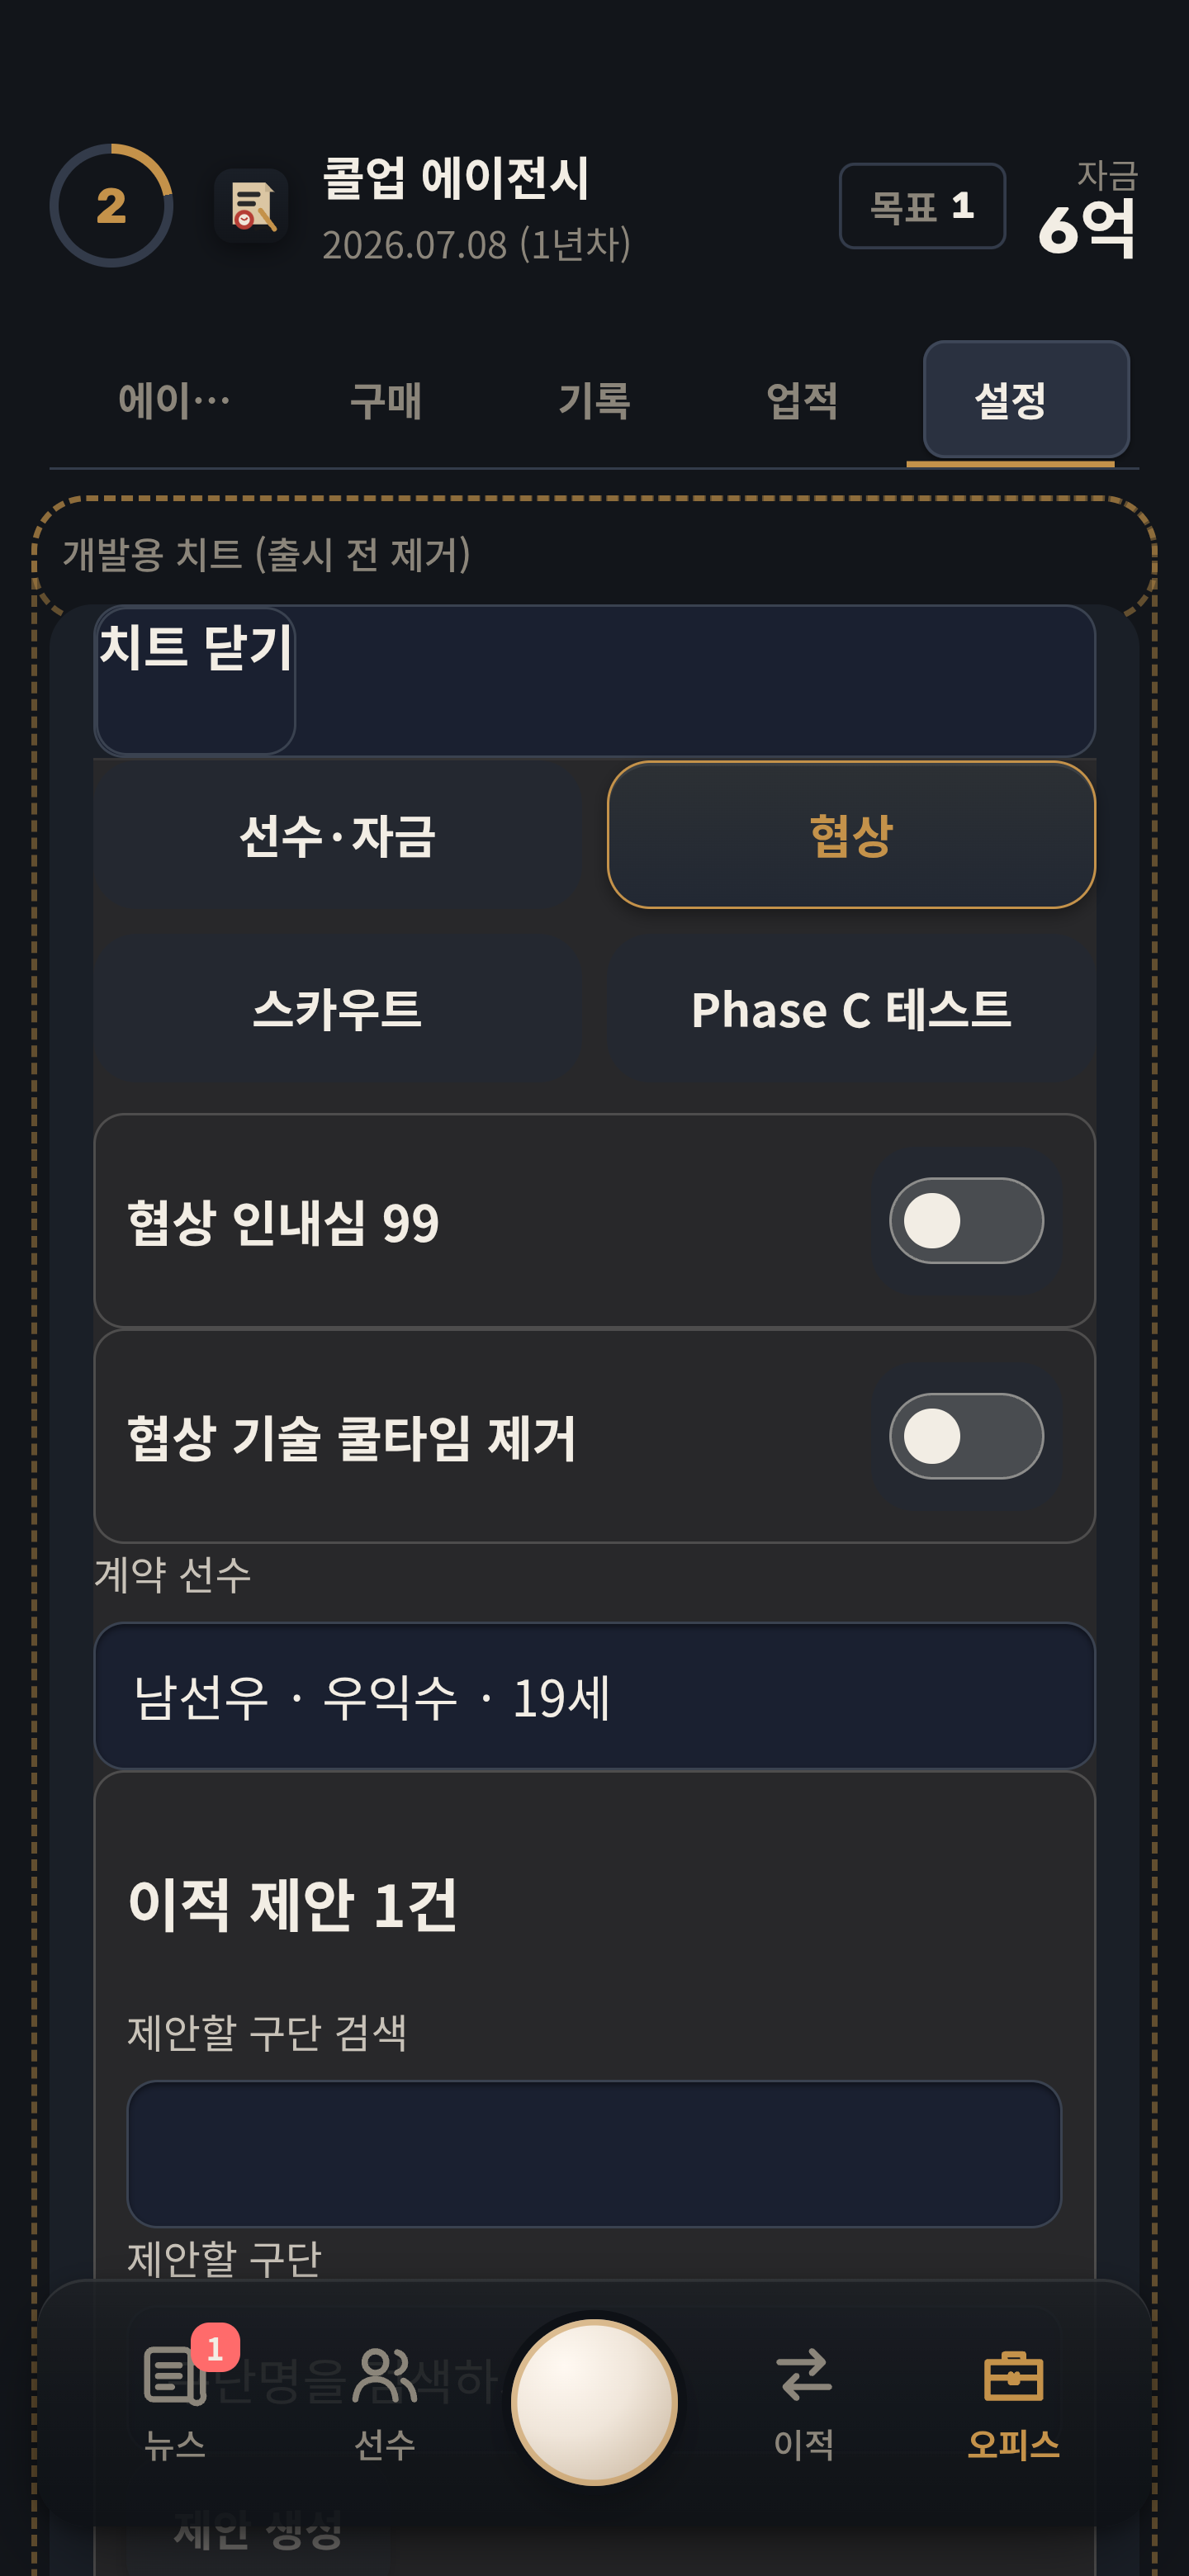 2
콜업 에이전시
2026.07.08 (1년차)
목표 1
자금
6억
에이…
구매
기록
업적
설정
개발용 치트 (출시 전 제거)
치트 닫기
선수·자금
협상
스카우트
Phase C 테스트
협상 인내심 99
협상 기술 쿨타임 제거
계약 선수
남선우 · 우익수 · 19세
이적 제안 1건
제안할 구단 검색
제안할 구단
1
뉴스
선수
이적
오피스
제안 생성